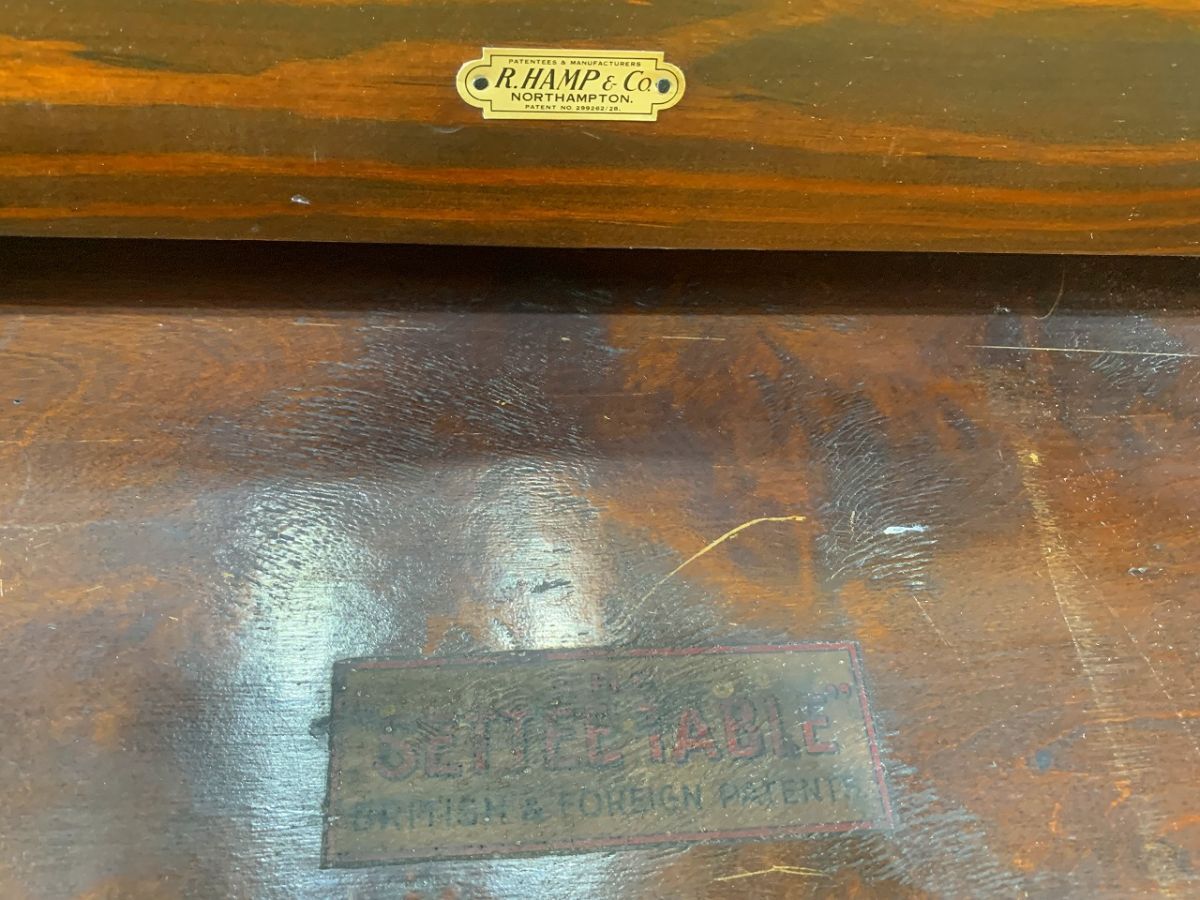 PATENTEES & MANUFACTURERS
R. HAMP & Co.
NORTHAMPTON.
PATENT NO. 299262/28.
"SETTEE TABLE"
BRITISH & FOREIGN PATENTS